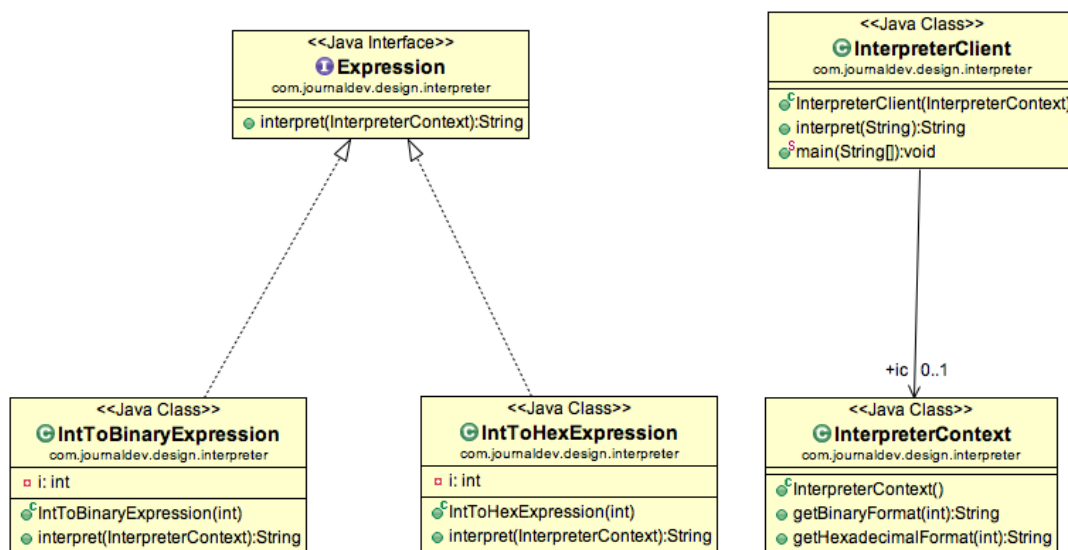 <<Java Interface>>
Expression
com.journaldev.design.interpreter
interpret(InterpreterContext):String
<<Java Class>>
InterpreterClient
com.journaldev.design.interpreter
InterpreterClient(InterpreterContext)
interpret(String):String
main(String[]):void
+ic 0..1
<<Java Class>>
IntToBinaryExpression
com.journaldev.design.interpreter
i: int
IntToBinaryExpression(int)
interpret(InterpreterContext):String
<<Java Class>>
IntToHexExpression
com.journaldev.design.interpreter
i: int
IntToHexExpression(int)
interpret(InterpreterContext):String
<<Java Class>>
InterpreterContext
com.journaldev.design.interpreter
InterpreterContext()
getBinaryFormat(int):String
getHexadecimalFormat(int):String